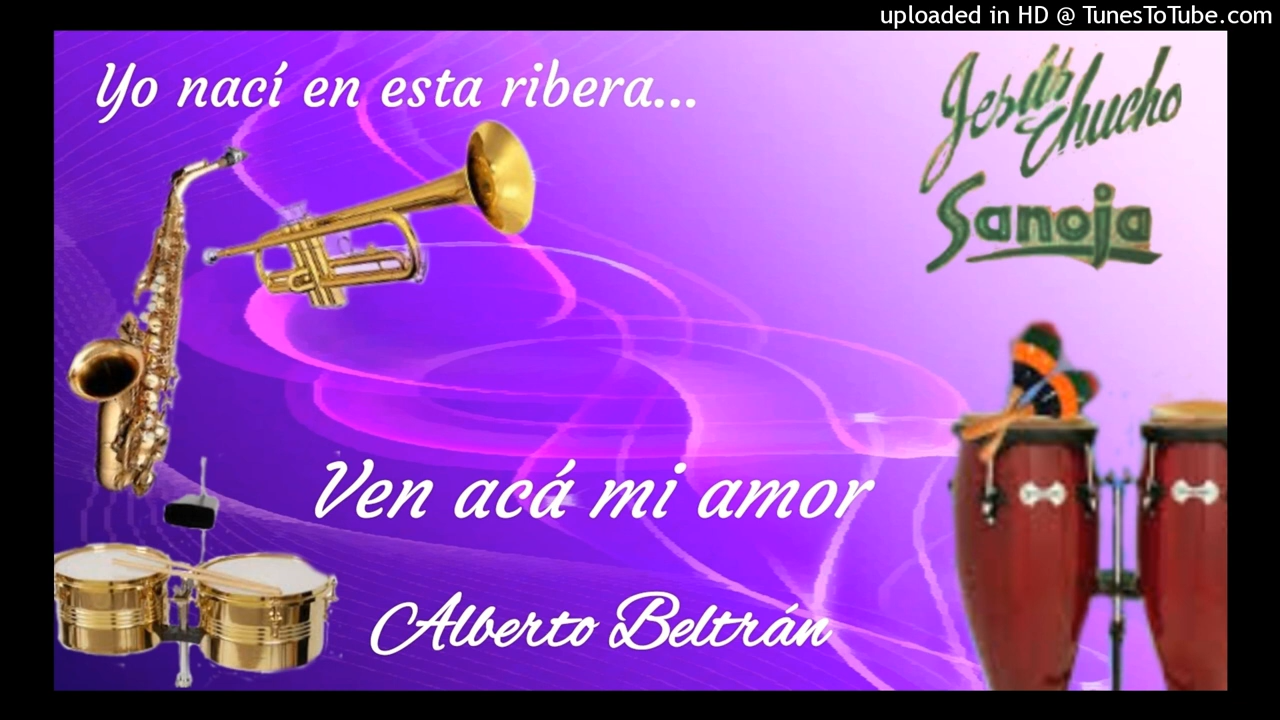 uploaded in HD @ TunesToTube.com
Yo nací en esta ribera...
Jesús
Chucho
Sanoja
Ven acá mi amor
Alberto Beltrán